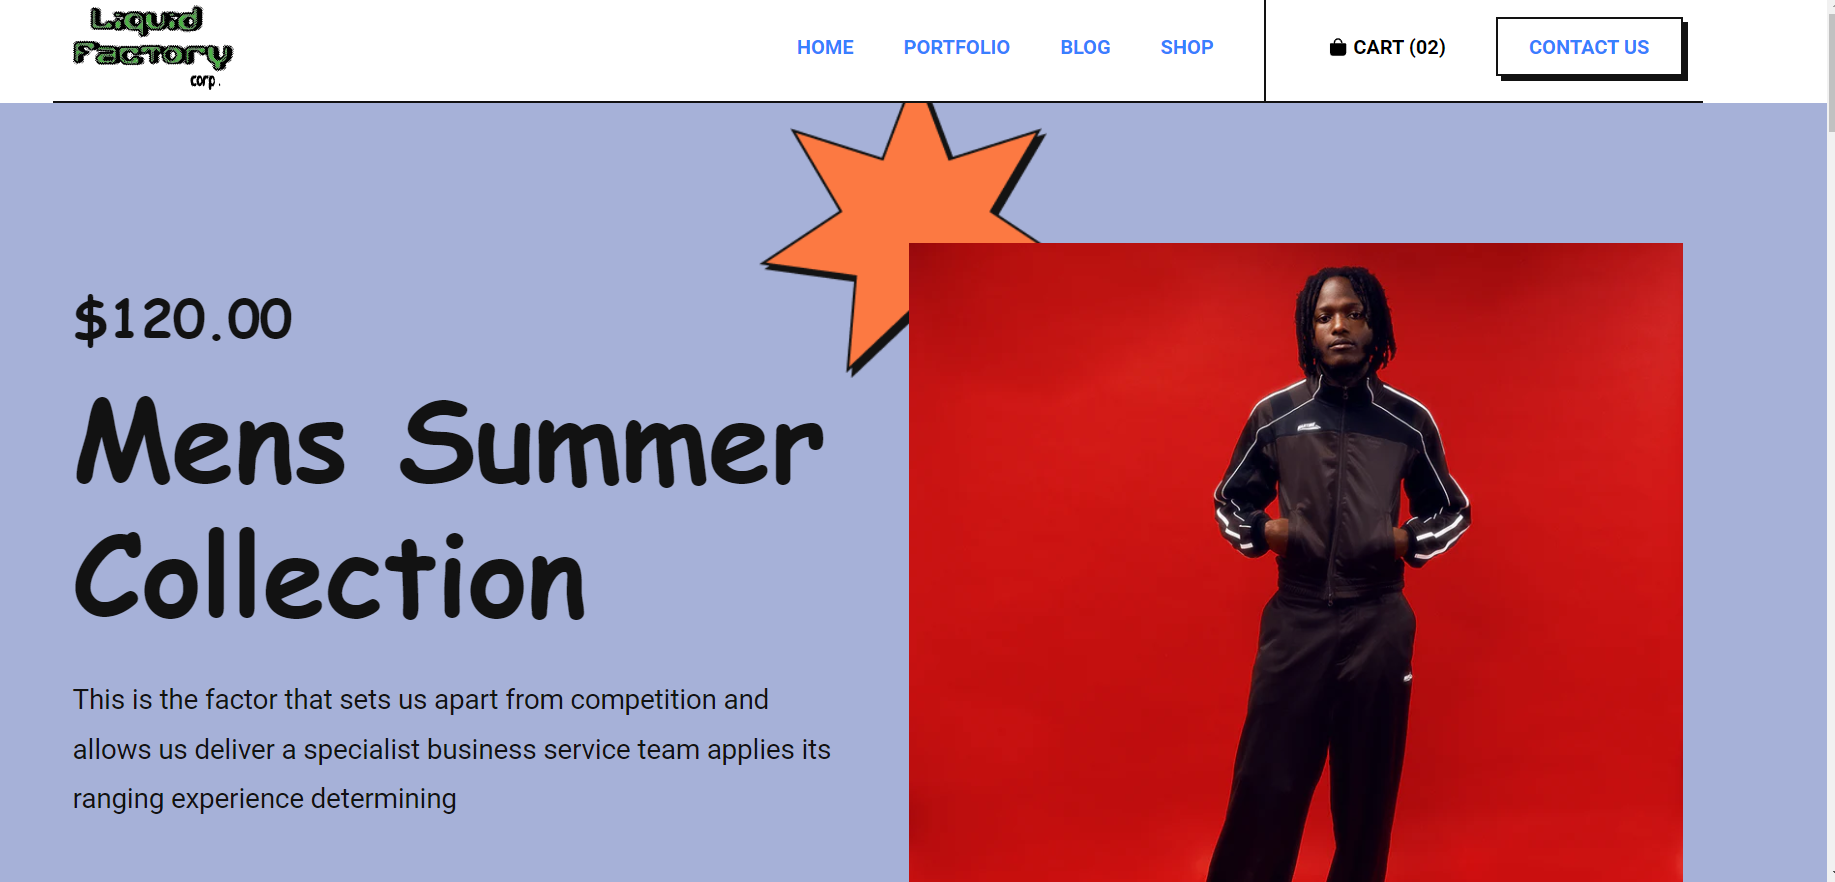 Liquid
Factory
corp.
HOME
PORTFOLIO
BLOG
SHOP
CART (02)
CONTACT US
$120.00
Mens Summer
Collection
This is the factor that sets us apart from competition and
allows us deliver a specialist business service team applies its
ranging experience determining